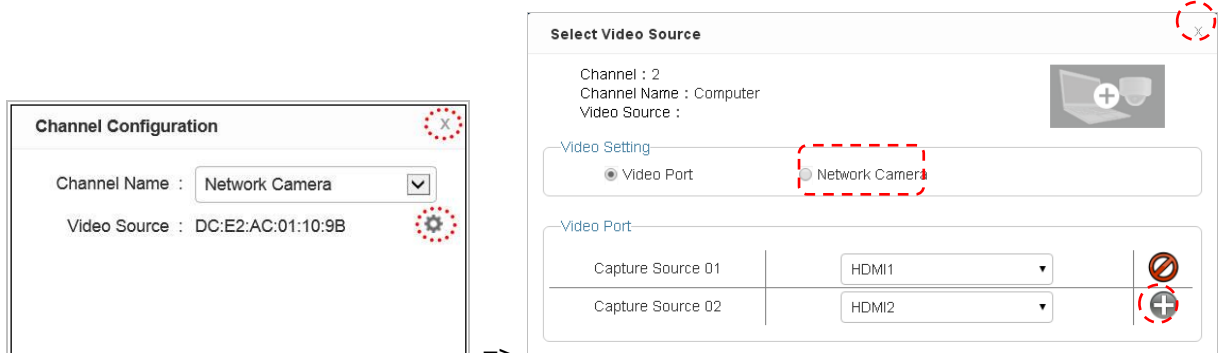 Channel Configuration X
Channel Name : Network Camera
Video Source : DC:E2:AC:01:10:9B
=>
Select Video Source X
Channel : 2
Channel Name : Computer
Video Source :
Video Setting
Video Port Network Camera
Video Port
Capture Source 01 HDMI1
Capture Source 02 HDMI2